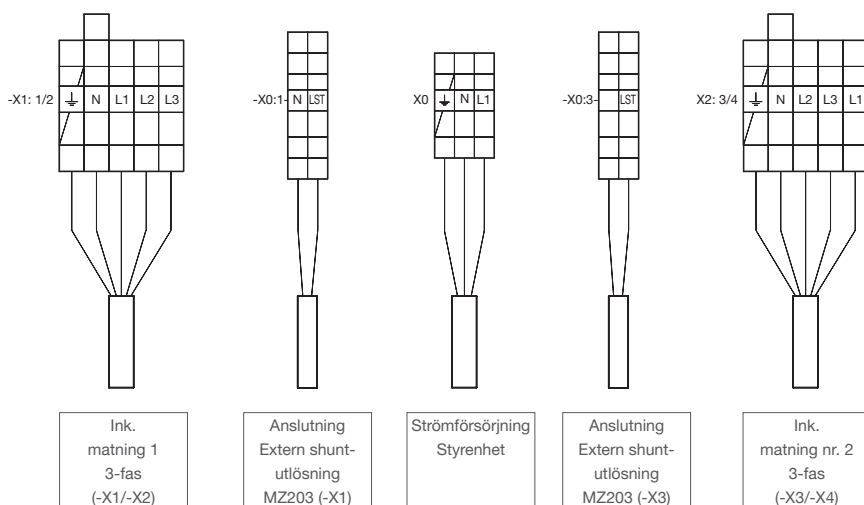 -X1: 1/2 N L1 L2 L3
-X0:1- N LST
X0 N L1
-X0:3- LST
X2: 3/4 N L2 L3 L1
Ink.
matning 1
3-fas
(-X1/-X2)
Anslutning
Extern shunt-
utlösning
MZ203 (-X1)
Strömförsörjning
Styrenhet
Anslutning
Extern shunt-
utlösning
MZ203 (-X3)
Ink.
matning nr. 2
3-fas
(-X3/-X4)